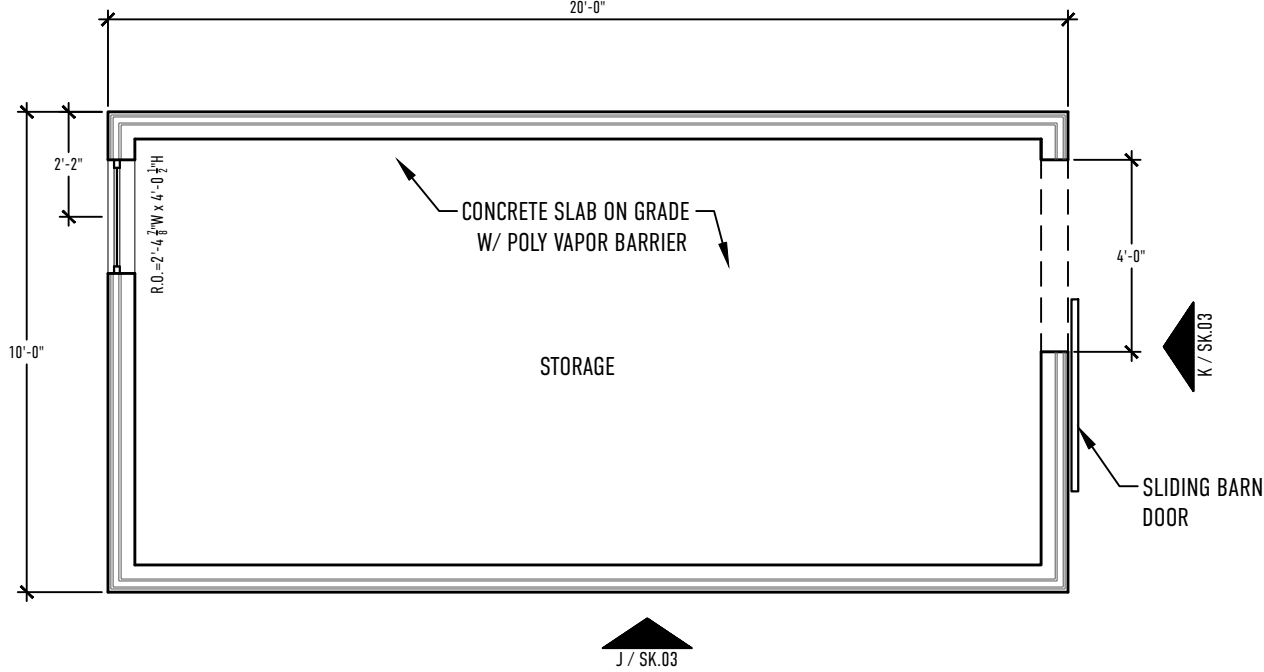 20'-0"
2'-2"
R.O.=2'-4 7/8"W x 4'-0 1/2"H
CONCRETE SLAB ON GRADE
W/ POLY VAPOR BARRIER
4'-0"
10'-0"
STORAGE
K / SK.03
SLIDING BARN
DOOR
J / SK.03